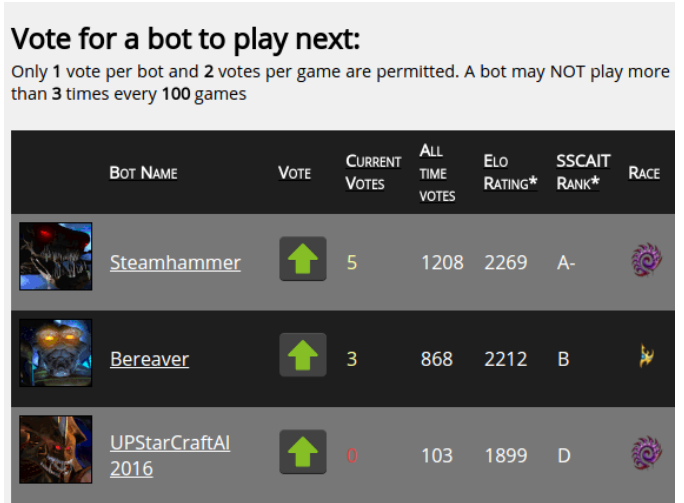 Vote for a bot to play next:
Only 1 vote per bot and 2 votes per game are permitted. A bot may NOT play more
than 3 times every 100 games
Bot Name Vote Current Votes All time votes Elo Rating* SSCAIT Rank* Race
Steamhammer 5 1208 2269 A-
Bereaver 3 868 2212 B
UPStarCraftAI 2016 0 103 1899 D